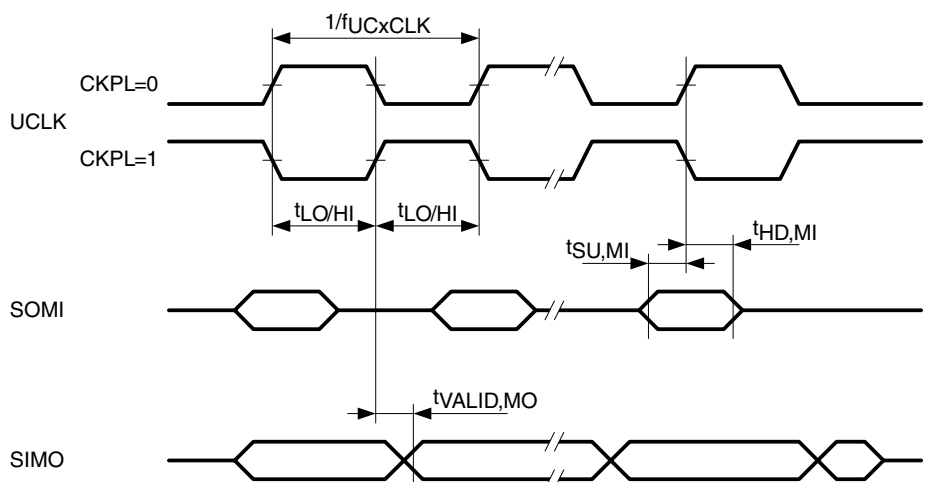 1/fUCxCLK
CKPL=0
UCLK
CKPL=1
tLO/HI tLO/HI
tHD,MI
tSU,MI
SOMI
tVALID,MO
SIMO